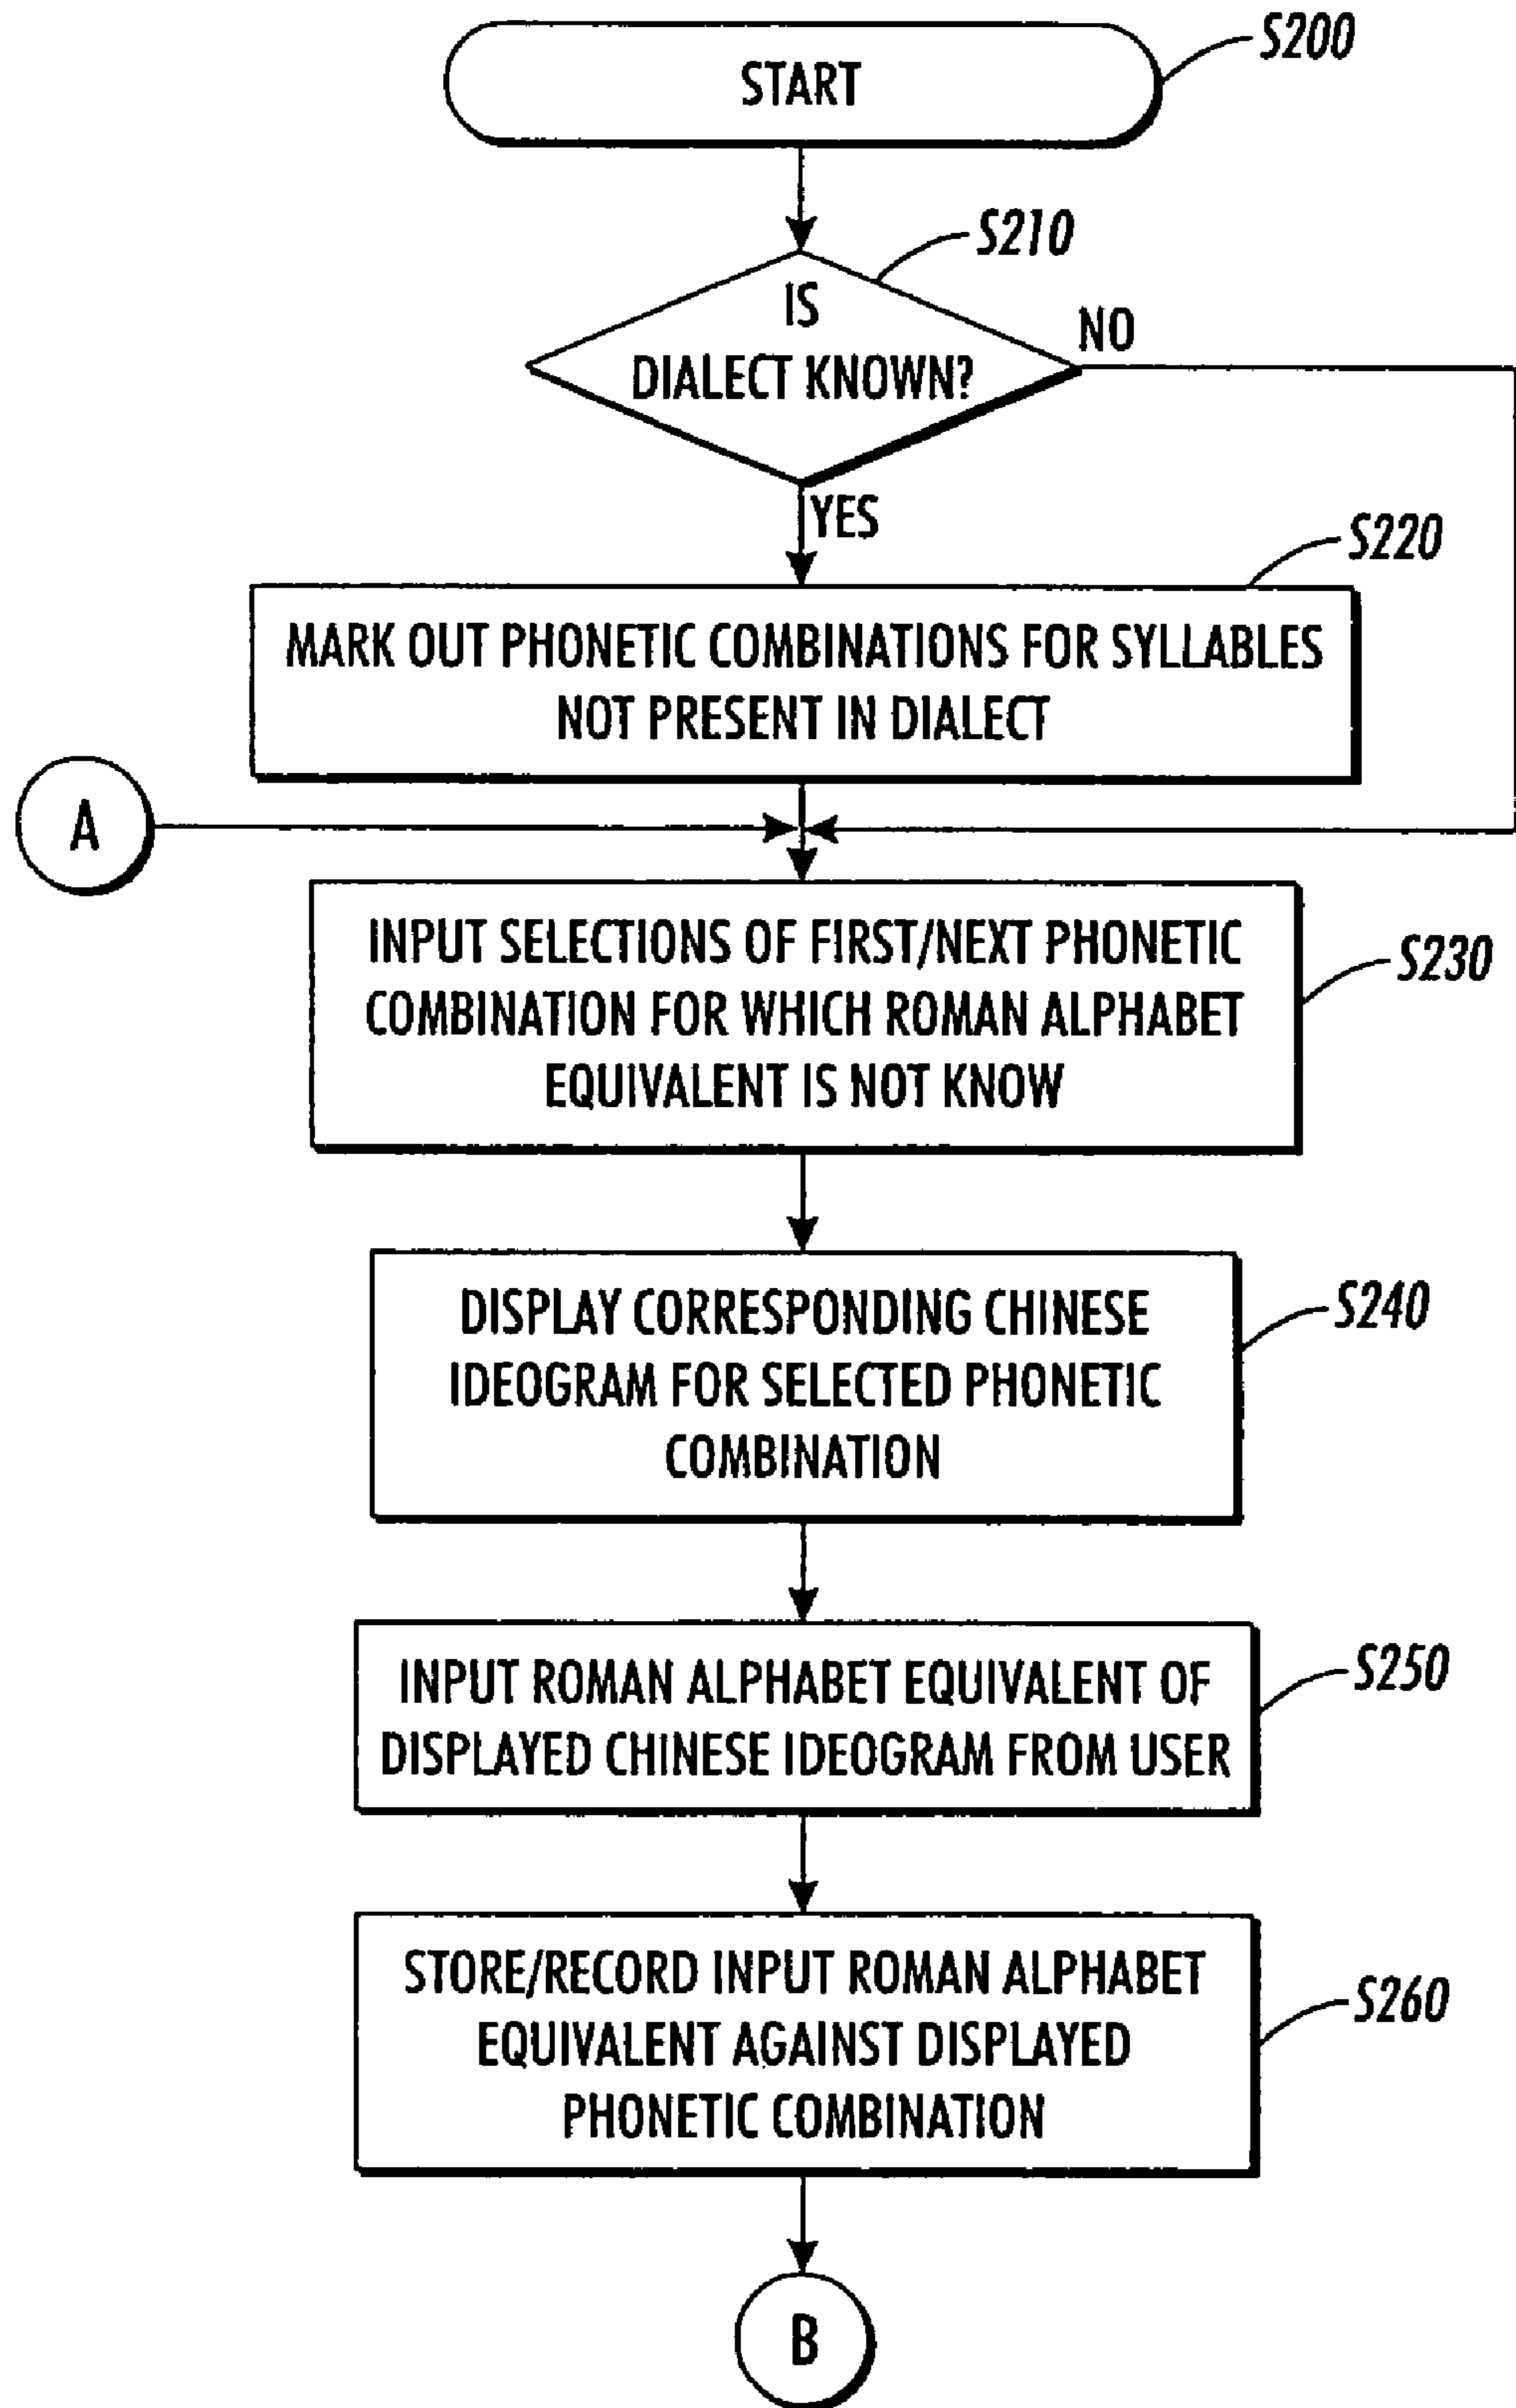 START
S200
S210
IS
DIALECT KNOWN?
NO
YES
S220
MARK OUT PHONETIC COMBINATIONS FOR SYLLABLES
NOT PRESENT IN DIALECT
A
INPUT SELECTIONS OF FIRST/NEXT PHONETIC
COMBINATION FOR WHICH ROMAN ALPHABET
EQUIVALENT IS NOT KNOW
S230
DISPLAY CORRESPONDING CHINESE
IDEOGRAM FOR SELECTED PHONETIC
COMBINATION
S240
INPUT ROMAN ALPHABET EQUIVALENT OF
DISPLAYED CHINESE IDEOGRAM FROM USER
S250
STORE/RECORD INPUT ROMAN ALPHABET
EQUIVALENT AGAINST DISPLAYED
PHONETIC COMBINATION
S260
B